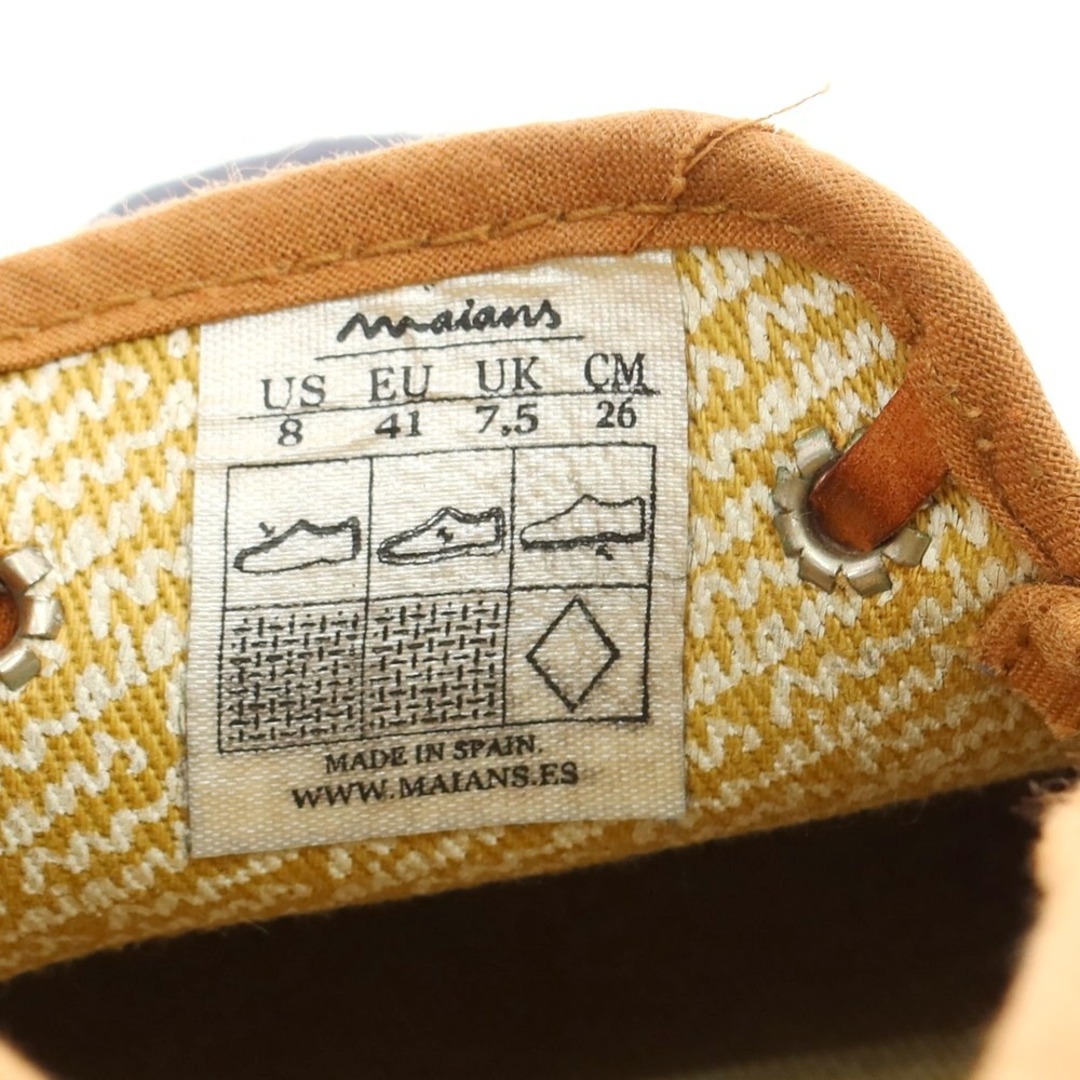 maians
US EU UK CM
8 41 7,5 26
MADE IN SPAIN.
WWW.MAIANS.ES